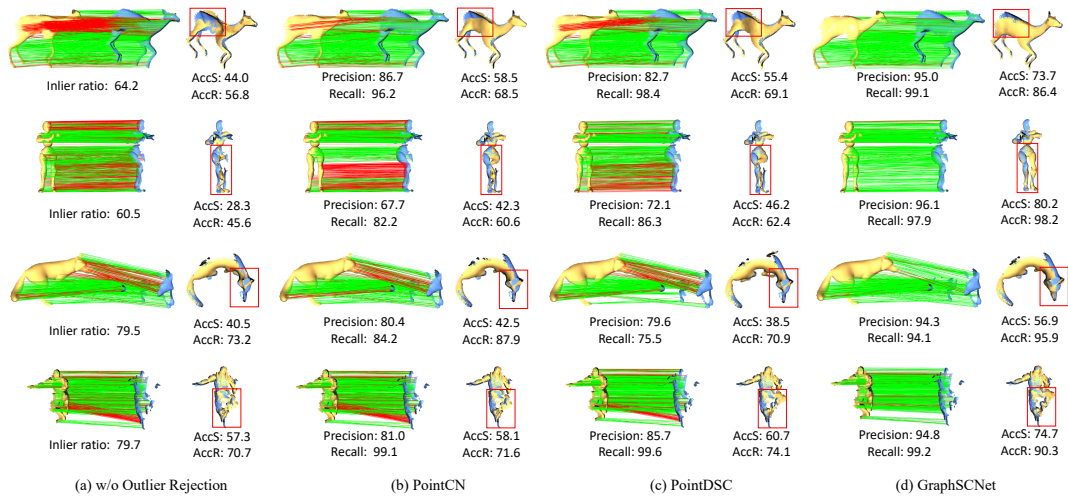 Inlier ratio: 64.2
AccS: 44.0
AccR: 56.8
Precision: 86.7
Recall: 96.2
AccS: 58.5
AccR: 68.5
Precision: 82.7
Recall: 98.4
AccS: 55.4
AccR: 69.1
Precision: 95.0
Recall: 99.1
AccS: 73.7
AccR: 86.4
Inlier ratio: 60.5
AccS: 28.3
AccR: 45.6
Precision: 67.7
Recall: 82.2
AccS: 42.3
AccR: 60.6
Precision: 72.1
Recall: 86.3
AccS: 46.2
AccR: 62.4
Precision: 96.1
Recall: 97.9
AccS: 80.2
AccR: 98.2
Inlier ratio: 79.5
AccS: 40.5
AccR: 73.2
Precision: 80.4
Recall: 84.2
AccS: 42.5
AccR: 87.9
Precision: 79.6
Recall: 75.5
AccS: 38.5
AccR: 70.9
Precision: 94.3
Recall: 94.1
AccS: 56.9
AccR: 95.9
Inlier ratio: 79.7
AccS: 57.3
AccR: 70.7
Precision: 81.0
Recall: 99.1
AccS: 58.1
AccR: 71.6
Precision: 85.7
Recall: 99.6
AccS: 60.7
AccR: 74.1
Precision: 94.8
Recall: 99.2
AccS: 74.7
AccR: 90.3
(a) w/o Outlier Rejection
(b) PointCN
(c) PointDSC
(d) GraphSCNet